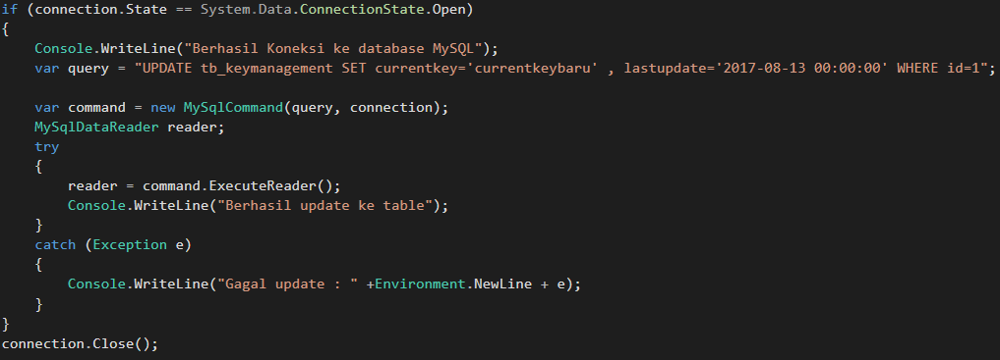 if (connection.State == System.Data.ConnectionState.Open)
{
    Console.WriteLine("Berhasil Koneksi ke database MySQL");
    var query = "UPDATE tb_keymanagement SET currentkey='currentkeybaru' , lastupdate='2017-08-13 00:00:00' WHERE id=1";

    var command = new MySqlCommand(query, connection);
    MySqlDataReader reader;
    try
    {
        reader = command.ExecuteReader();
        Console.WriteLine("Berhasil update ke table");
    }
    catch (Exception e)
    {
        Console.WriteLine("Gagal update : " +Environment.NewLine + e);
    }
}
connection.Close();